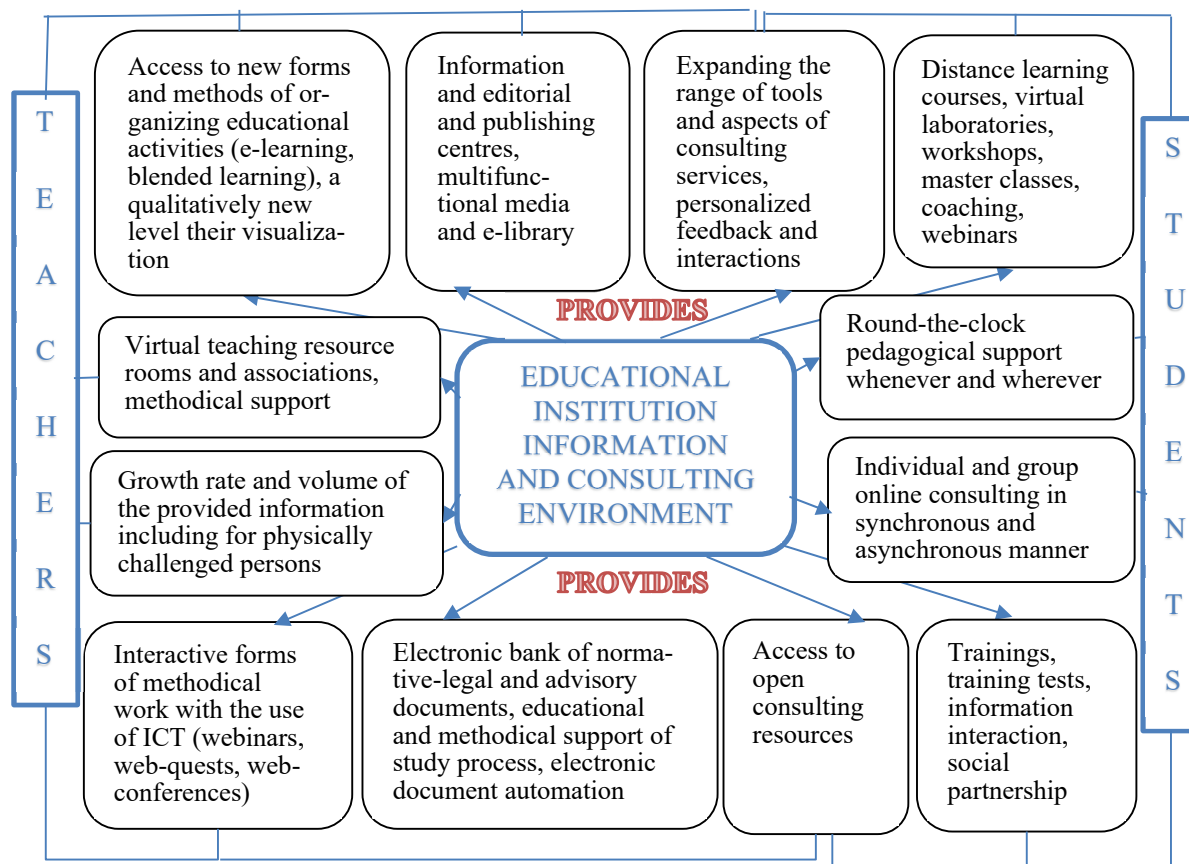 Access to new forms
and methods of or-
ganizing educational
activities (e-learning,
blended learning), a
qualitatively new
level their visualiza-
tion
Information
and editorial
and publishing
centres,
multifunc-
tional media
and e-library
Expanding the
range of tools
and aspects of
consulting
services,
personalized
feedback and
interactions
Distance learning
courses, virtual
laboratories,
workshops,
master classes,
coaching,
webinars
T
E
A
C
H
E
R
S
PROVIDES
Virtual teaching resource
rooms and associations,
methodical support
EDUCATIONAL
INSTITUTION
INFORMATION
AND CONSULTING
ENVIRONMENT
Round-the-clock
pedagogical support
whenever and wherever
S
T
U
D
E
N
T
S
Growth rate and volume of
the provided information
including for physically
challenged persons
Individual and group
online consulting in
synchronous and
asynchronous manner
PROVIDES
Interactive forms
of methodical
work with the use
of ICT (webinars,
web-quests, web-
conferences)
Electronic bank of norma-
tive-legal and advisory
documents, educational
and methodical support of
study process, electronic
document automation
Access to
open
consulting
resources
Trainings,
training tests,
information
interaction,
social
partnership